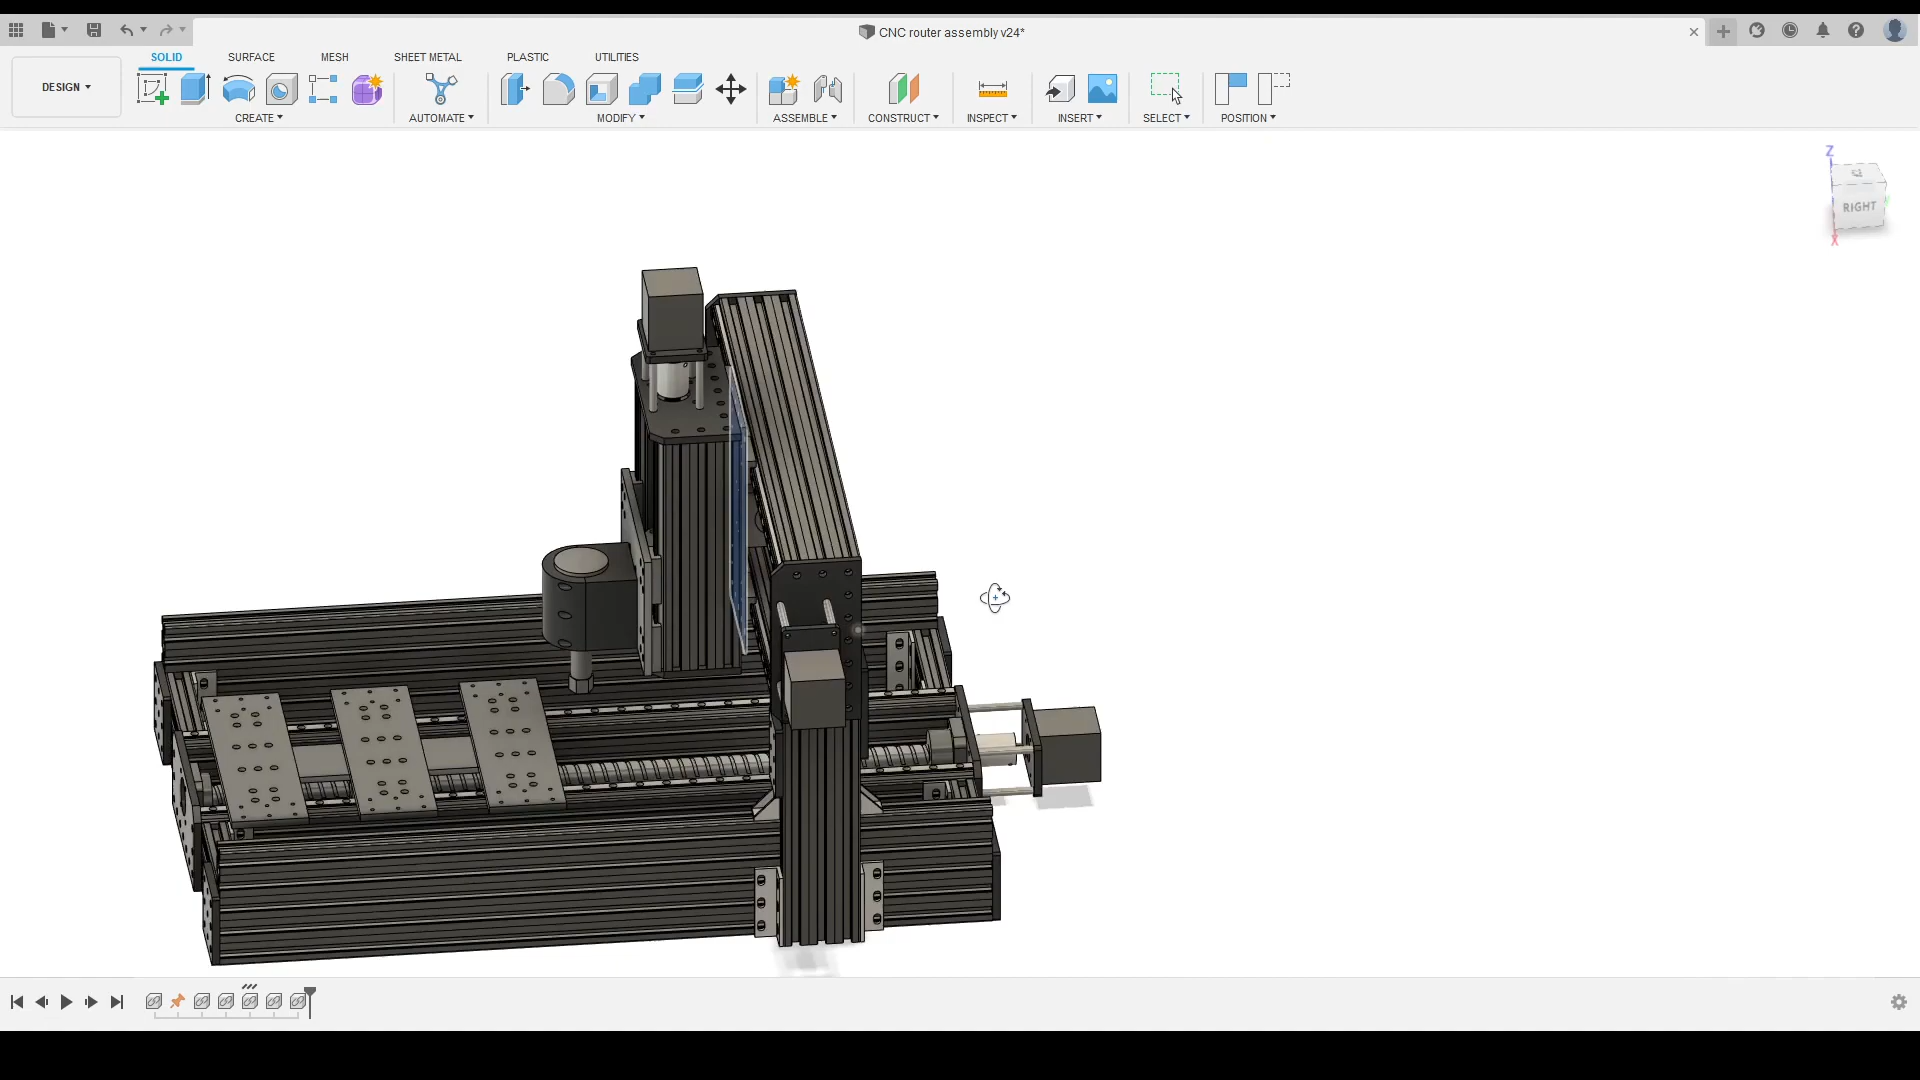 CNC router assembly v24*
SOLID
SURFACE
MESH
SHEET METAL
PLASTIC
UTILITIES
DESIGN
CREATE
AUTOMATE
MODIFY
ASSEMBLE
CONSTRUCT
INSPECT
INSERT
SELECT
POSITION
Z
RIGHT
X